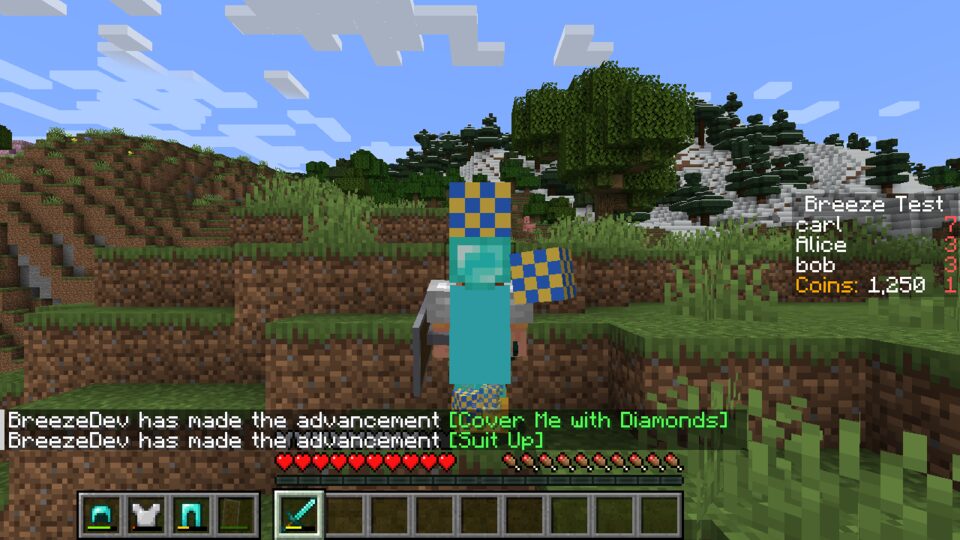 Breeze Test
carl 7
Alice 3
bob 3
Coins: 1,250 1
BreezeDev has made the advancement [Cover Me with Diamonds]
BreezeDev has made the advancement [Suit Up]